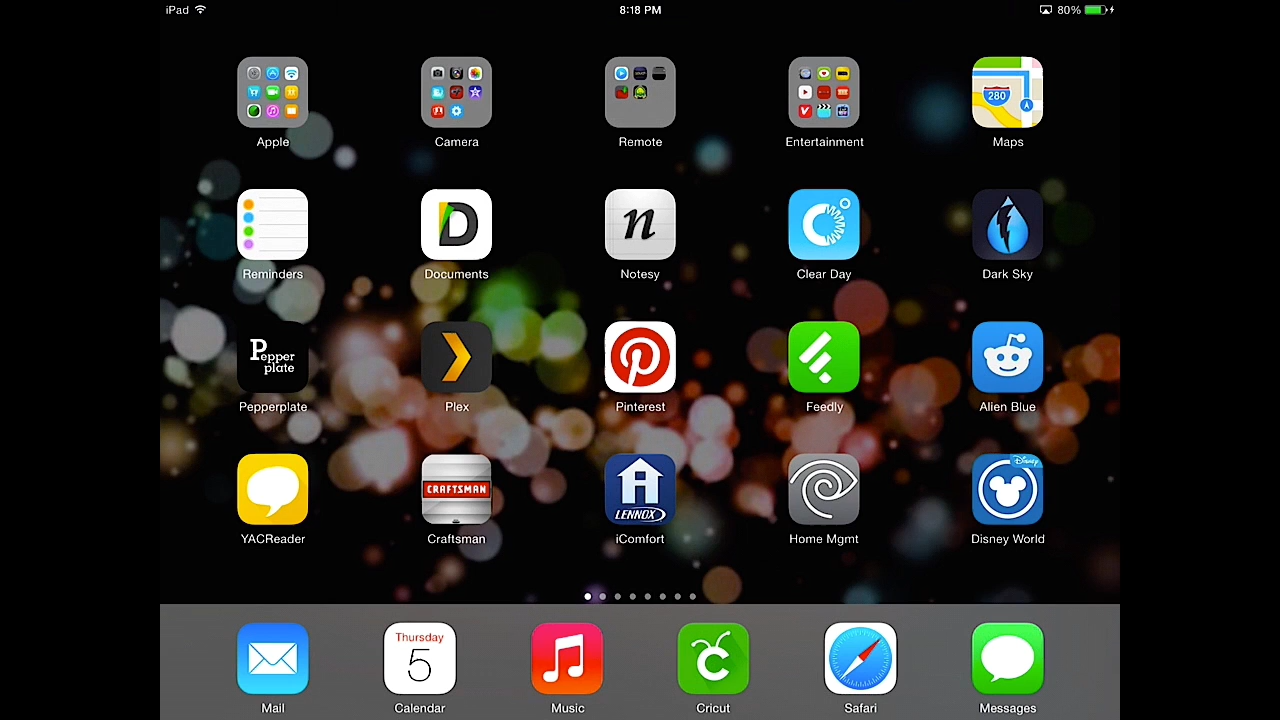 iPad 8:18 PM 80%
Apple Camera Remote Entertainment Maps
280
Reminders Documents Notesy Clear Day Dark Sky
D n
Pepper
plate
Pepperplate Plex Pinterest Feedly Alien Blue
CRAFTSMAN
LENNOX
Disney
YACReader Craftsman iComfort Home Mgmt Disney World
Thursday
5
Mail Calendar Music Cricut Safari Messages